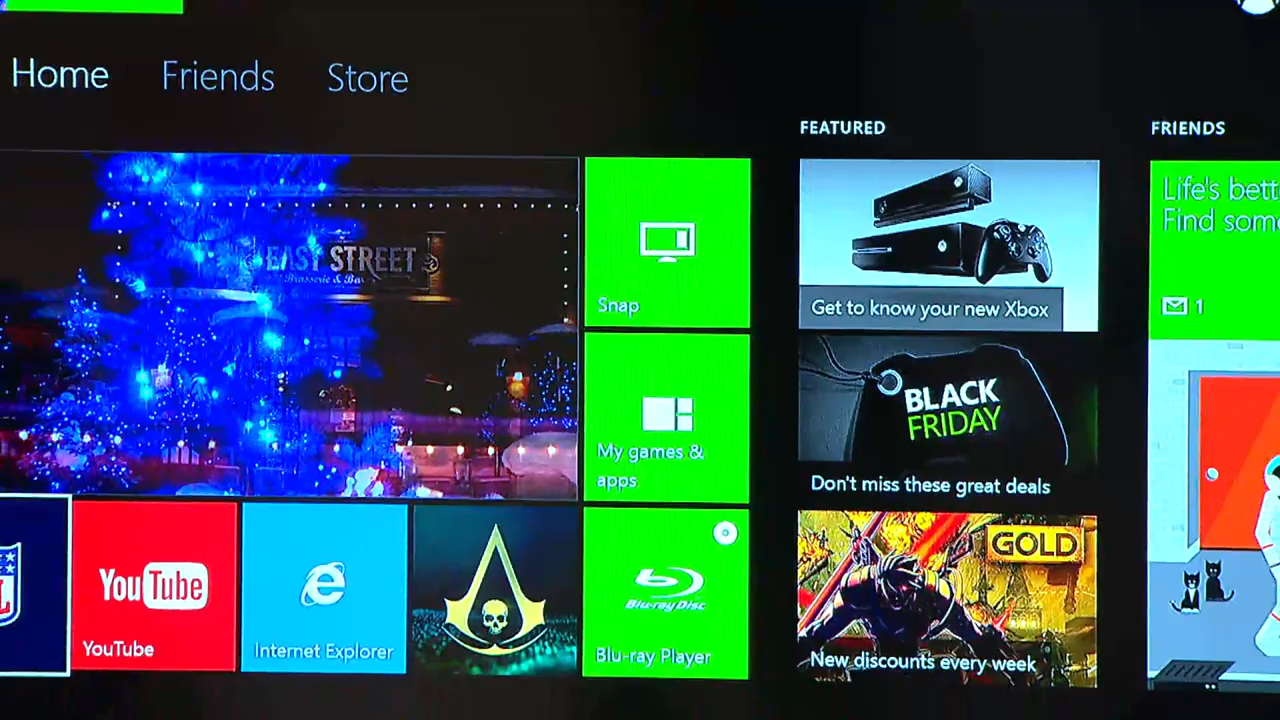 Home Friends Store
FEATURED
FRIENDS
EASY STREET
Brasserie & Bar
Snap
My games &
apps
YouTube
YouTube
Internet Explorer
Blu-ray Disc
Blu-ray Player
Get to know your new Xbox
BLACK
FRIDAY
Don't miss these great deals
GOLD
New discounts every week
Life's bett
Find som
1